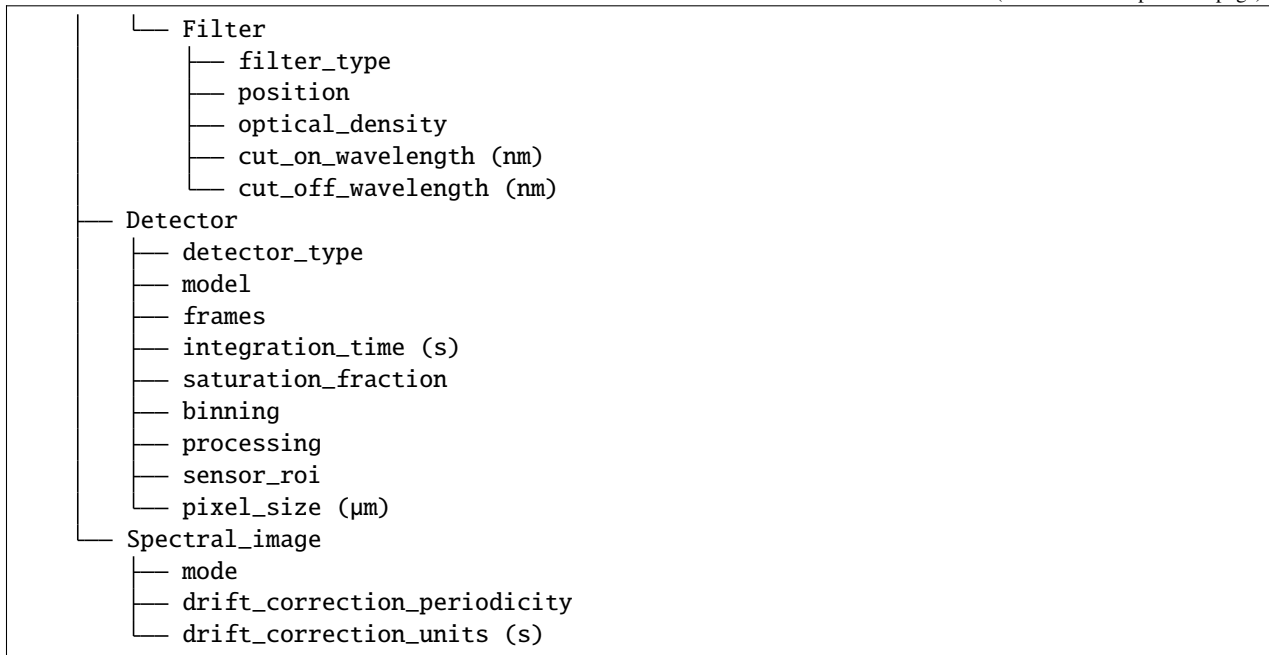 └── Filter
├── filter_type
├── position
├── optical_density
├── cut_on_wavelength (nm)
└── cut_off_wavelength (nm)
├── Detector
├── detector_type
├── model
├── frames
├── integration_time (s)
├── saturation_fraction
├── binning
├── processing
├── sensor_roi
└── pixel_size (µm)
└── Spectral_image
├── mode
├── drift_correction_periodicity
└── drift_correction_units (s)